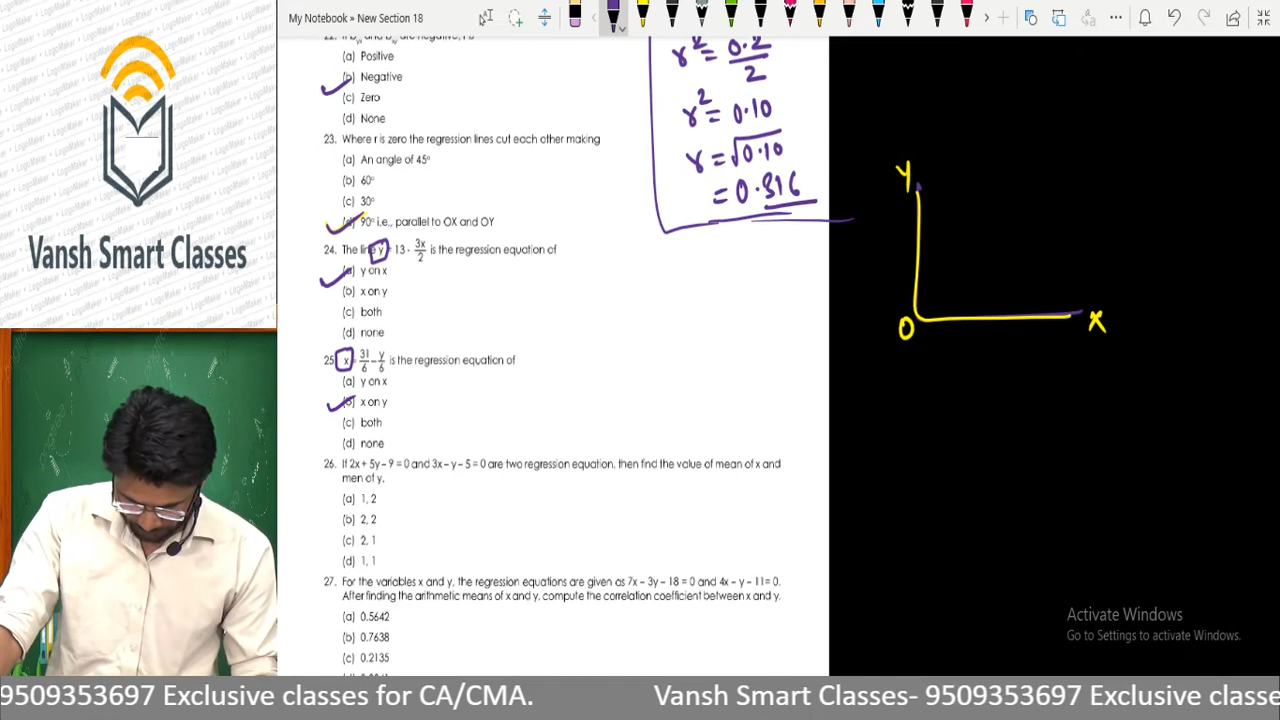 My Notebook > New Section 18
(a) Positive
(b) Negative
(c) Zero
(d) None
23. Where r is zero the regression lines cut each other making
(a) An angle of 45°
(b) 60°
(c) 30°
(d) 90° i.e., parallel to OX and OY
24. The line y = 13 - 3x/2 is the regression equation of
(a) y on x
(b) x on y
(c) both
(d) none
25. x = 31/6 – y/6 is the regression equation of
(a) y on x
(b) x on y
(c) both
(d) none
26. If 2x + 5y – 9 = 0 and 3x – y – 5 = 0 are two regression equation, then find the value of mean of x and
men of y.
(a) 1, 2
(b) 2, 2
(c) 2, 1
(d) 1, 1
27. For the variables x and y, the regression equations are given as 7x – 3y – 18 = 0 and 4x – y – 11= 0.
After finding the arithmetic means of x and y, compute the correlation coefficient between x and y.
(a) 0.5642
(b) 0.7638
(c) 0.2135
r² = 0.2/2
r² = 0.10
r = √0.10
= 0.316
Y
O
X
Vansh Smart Classes
Activate Windows
Go to Settings to activate Windows.
9509353697 Exclusive classes for CA/CMA.
Vansh Smart Classes- 9509353697 Exclusive classe